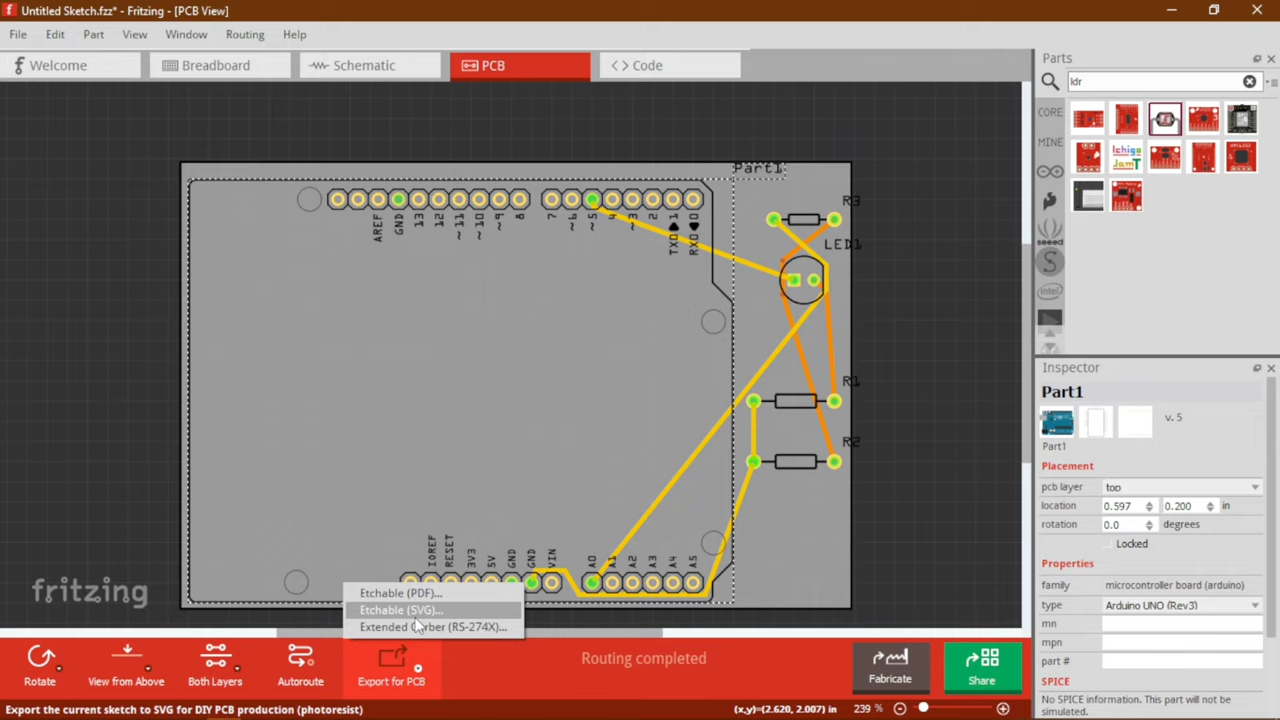 Untitled Sketch.fzz* - Fritzing - [PCB View]
File Edit Part View Window Routing Help
Welcome Breadboard Schematic PCB Code
Parts
ldr
CORE
MINE
seeed
intel
Part1
R3
LED1
R1
R2
AREF GND 13 12 ~11 ~10 ~9 8 7 ~6 ~5 4 ~3 2 TX0 1 RX0 0
IOREF RESET 3V3 5V GND GND VIN A0 A1 A2 A3 A4 A5
fritzing
Etchable (PDF)...
Etchable (SVG)...
Extended Gerber (RS-274X)...
Inspector
Part1
v. 5
Part1
Placement
pcb layer top
location 0.597 0.200 in
rotation 0.0 degrees
Locked
Properties
family microcontroller board (arduino)
type Arduino UNO (Rev3)
mn
mpn
part #
SPICE
No SPICE information. This part will not be
simulated.
Rotate View from Above Both Layers Autoroute Export for PCB
Routing completed
Fabricate Share
Export the current sketch to SVG for DIY PCB production (photoresist)
(x,y)=(2.620, 2.007) in 239 %